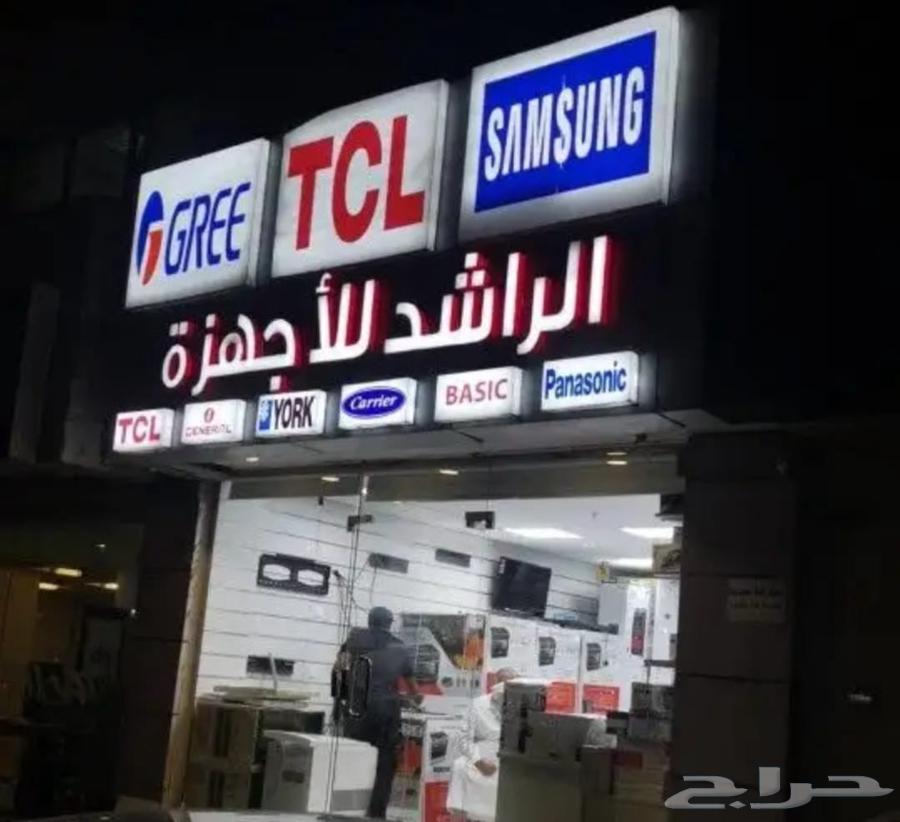 GREE
TCL
SAMSUNG
الراشد للأجهزة
TCL
GENERAL
YORK
Carrier
BASIC
Panasonic
حراج